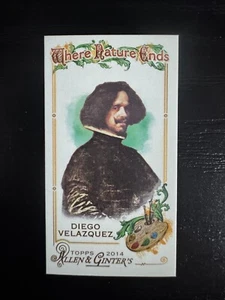 Where Nature Ends
DIEGO
VELAZQUEZ
TOPPS 2014
ALLEN & GINTER'S